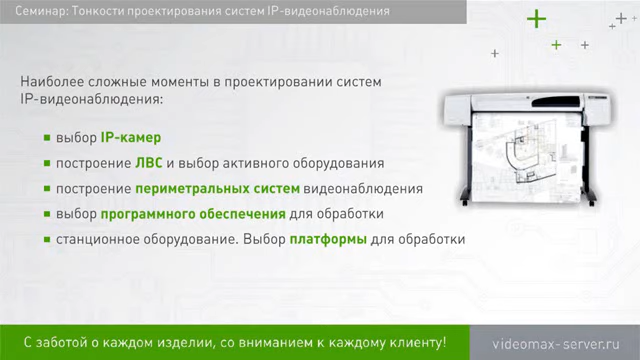 Семинар: Тонкости проектирования систем IP-видеонаблюдения
Наиболее сложные моменты в проектировании систем
IP-видеонаблюдения:
выбор IP-камер
построение ЛВС и выбор активного оборудования
построение периметральных систем видеонаблюдения
выбор программного обеспечения для обработки
станционное оборудование. Выбор платформы для обработки
С заботой о каждом изделии, со вниманием к каждому клиенту!
videomax-server.ru